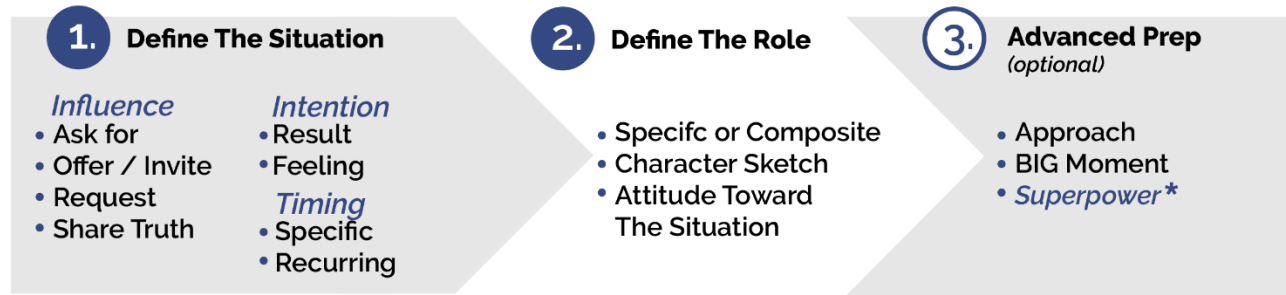 1. Define The Situation
Influence
• Ask for
• Offer / Invite
• Request
• Share Truth
Intention
• Result
• Feeling
Timing
• Specific
• Recurring
2. Define The Role
• Specifc or Composite
• Character Sketch
• Attitude Toward
The Situation
3. Advanced Prep
(optional)
• Approach
• BIG Moment
• Superpower*